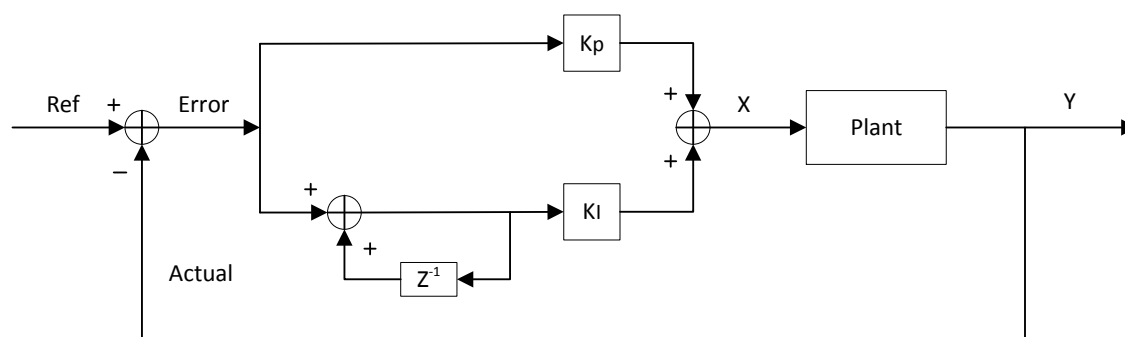 Kp
Ref + Error + X Plant Y
− + +
+ KI
Actual Z⁻¹